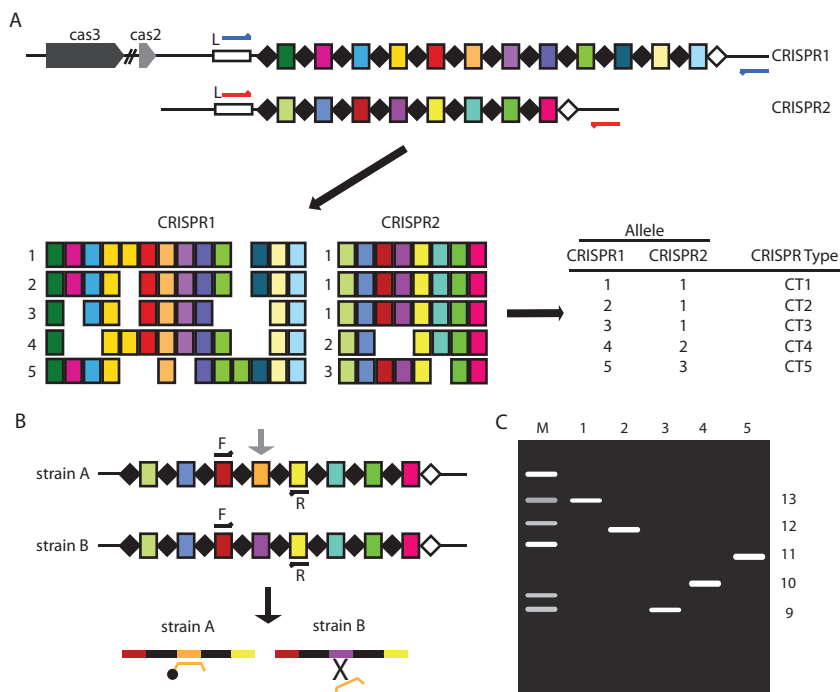 A
cas3 cas2
L
CRISPR1
L
CRISPR2
CRISPR1 CRISPR2
1 1
2 1
3 1
4 2
5 3
Allele
CRISPR1 CRISPR2 CRISPR Type
1 1 CT1
2 1 CT2
3 1 CT3
4 2 CT4
5 3 CT5
B
F
strain A
R
F
strain B
R
strain A strain B
C
M 1 2 3 4 5
13
12
11
10
9